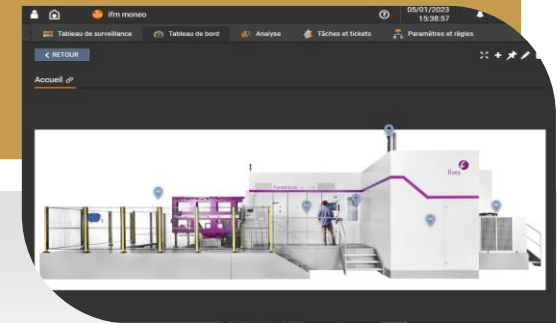 ifm moneo
05/01/2023
15:38:57
Tableau de surveillance
Tableau de bord
Analyse
Tâches et tickets
Paramètres et règles
< RETOUR
Accueil
fives